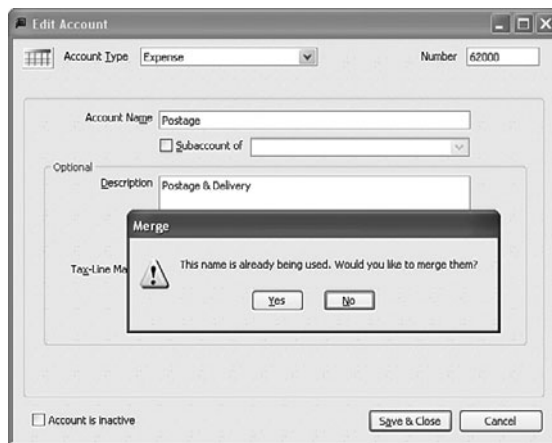 Edit Account
Account Type Expense Number 62000
Account Name Postage
Subaccount of
Optional
Description Postage & Delivery
Merge
This name is already being used. Would you like to merge them?
Tax-Line Ma
Yes No
Account is inactive Save & Close Cancel